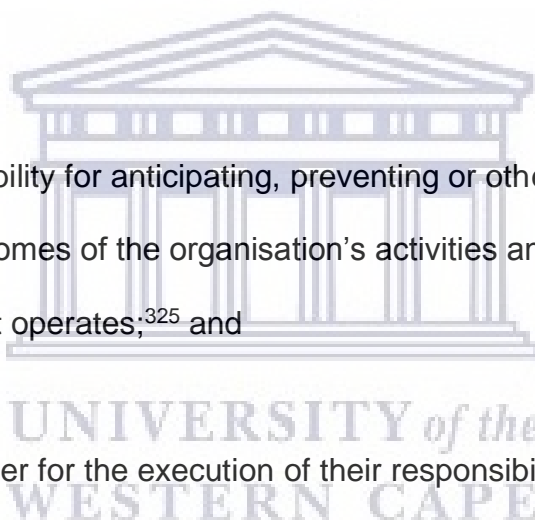 bility for anticipating, preventing or othe
omes of the organisation's activities an
t operates;³²⁵ and
UNIVERSITY of the
er for the execution of their responsibi
WESTERN CAPE